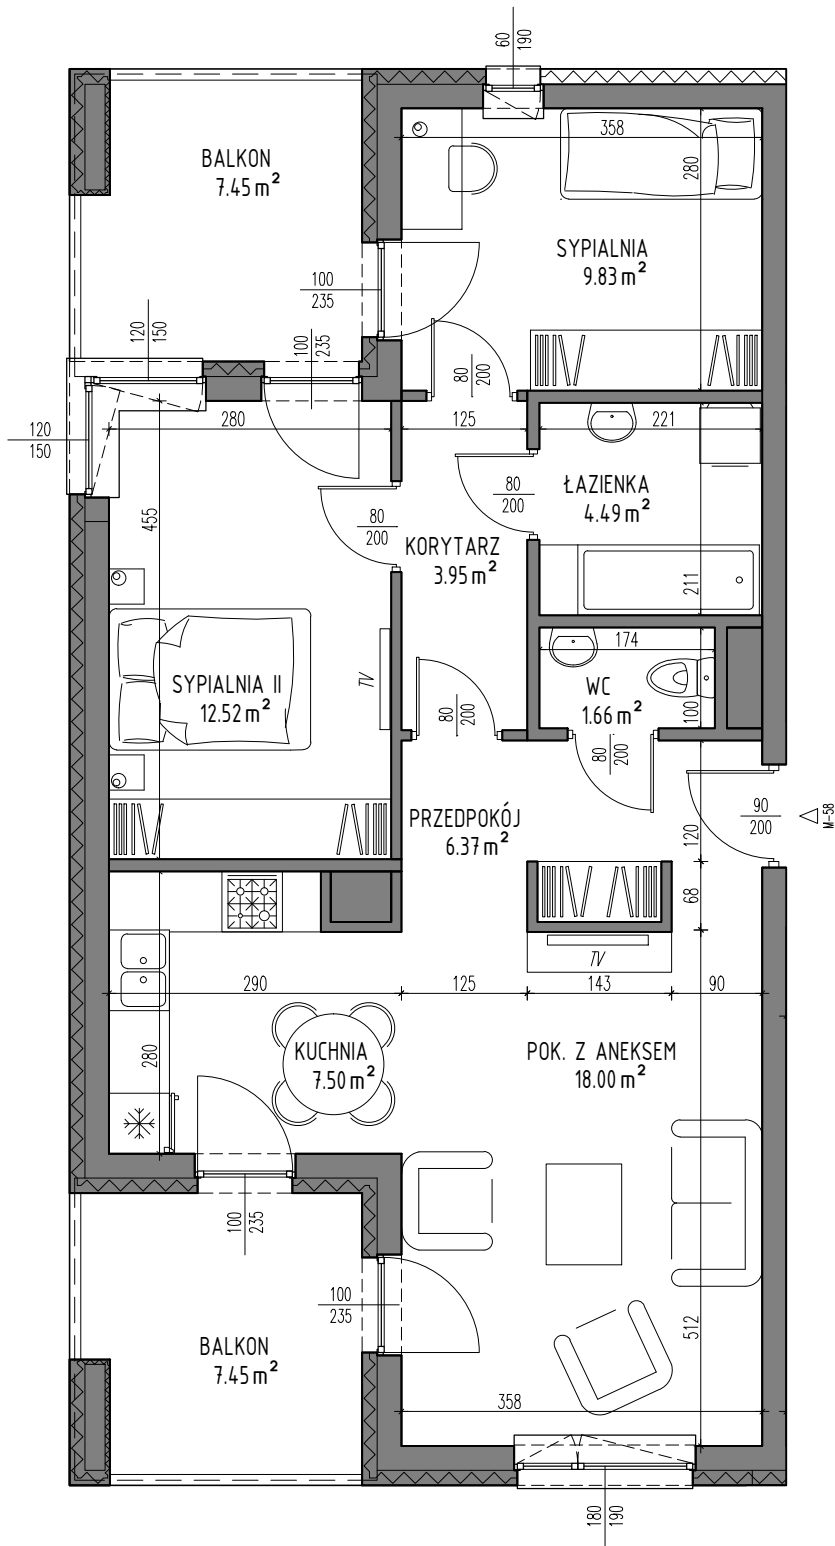 60
190
358
BALKON
7.45 m²
280
SYPIALNIA
9.83 m²
100
235
120
150
100
235
80
200
120
150
280
125
221
80
200
ŁAZIENKA
4.49 m²
455
80
200
KORYTARZ
3.95 m²
211
174
SYPIALNIA II
12.52 m²
TV
WC
1.66 m²
100
80
200
80
200
90
200
M-58
PRZEDPOKÓJ
6.37 m²
120
68
TV
290
125
143
90
280
KUCHNIA
7.50 m²
POK. Z ANEKSEM
18.00 m²
100
235
100
235
BALKON
7.45 m²
512
358
180
190